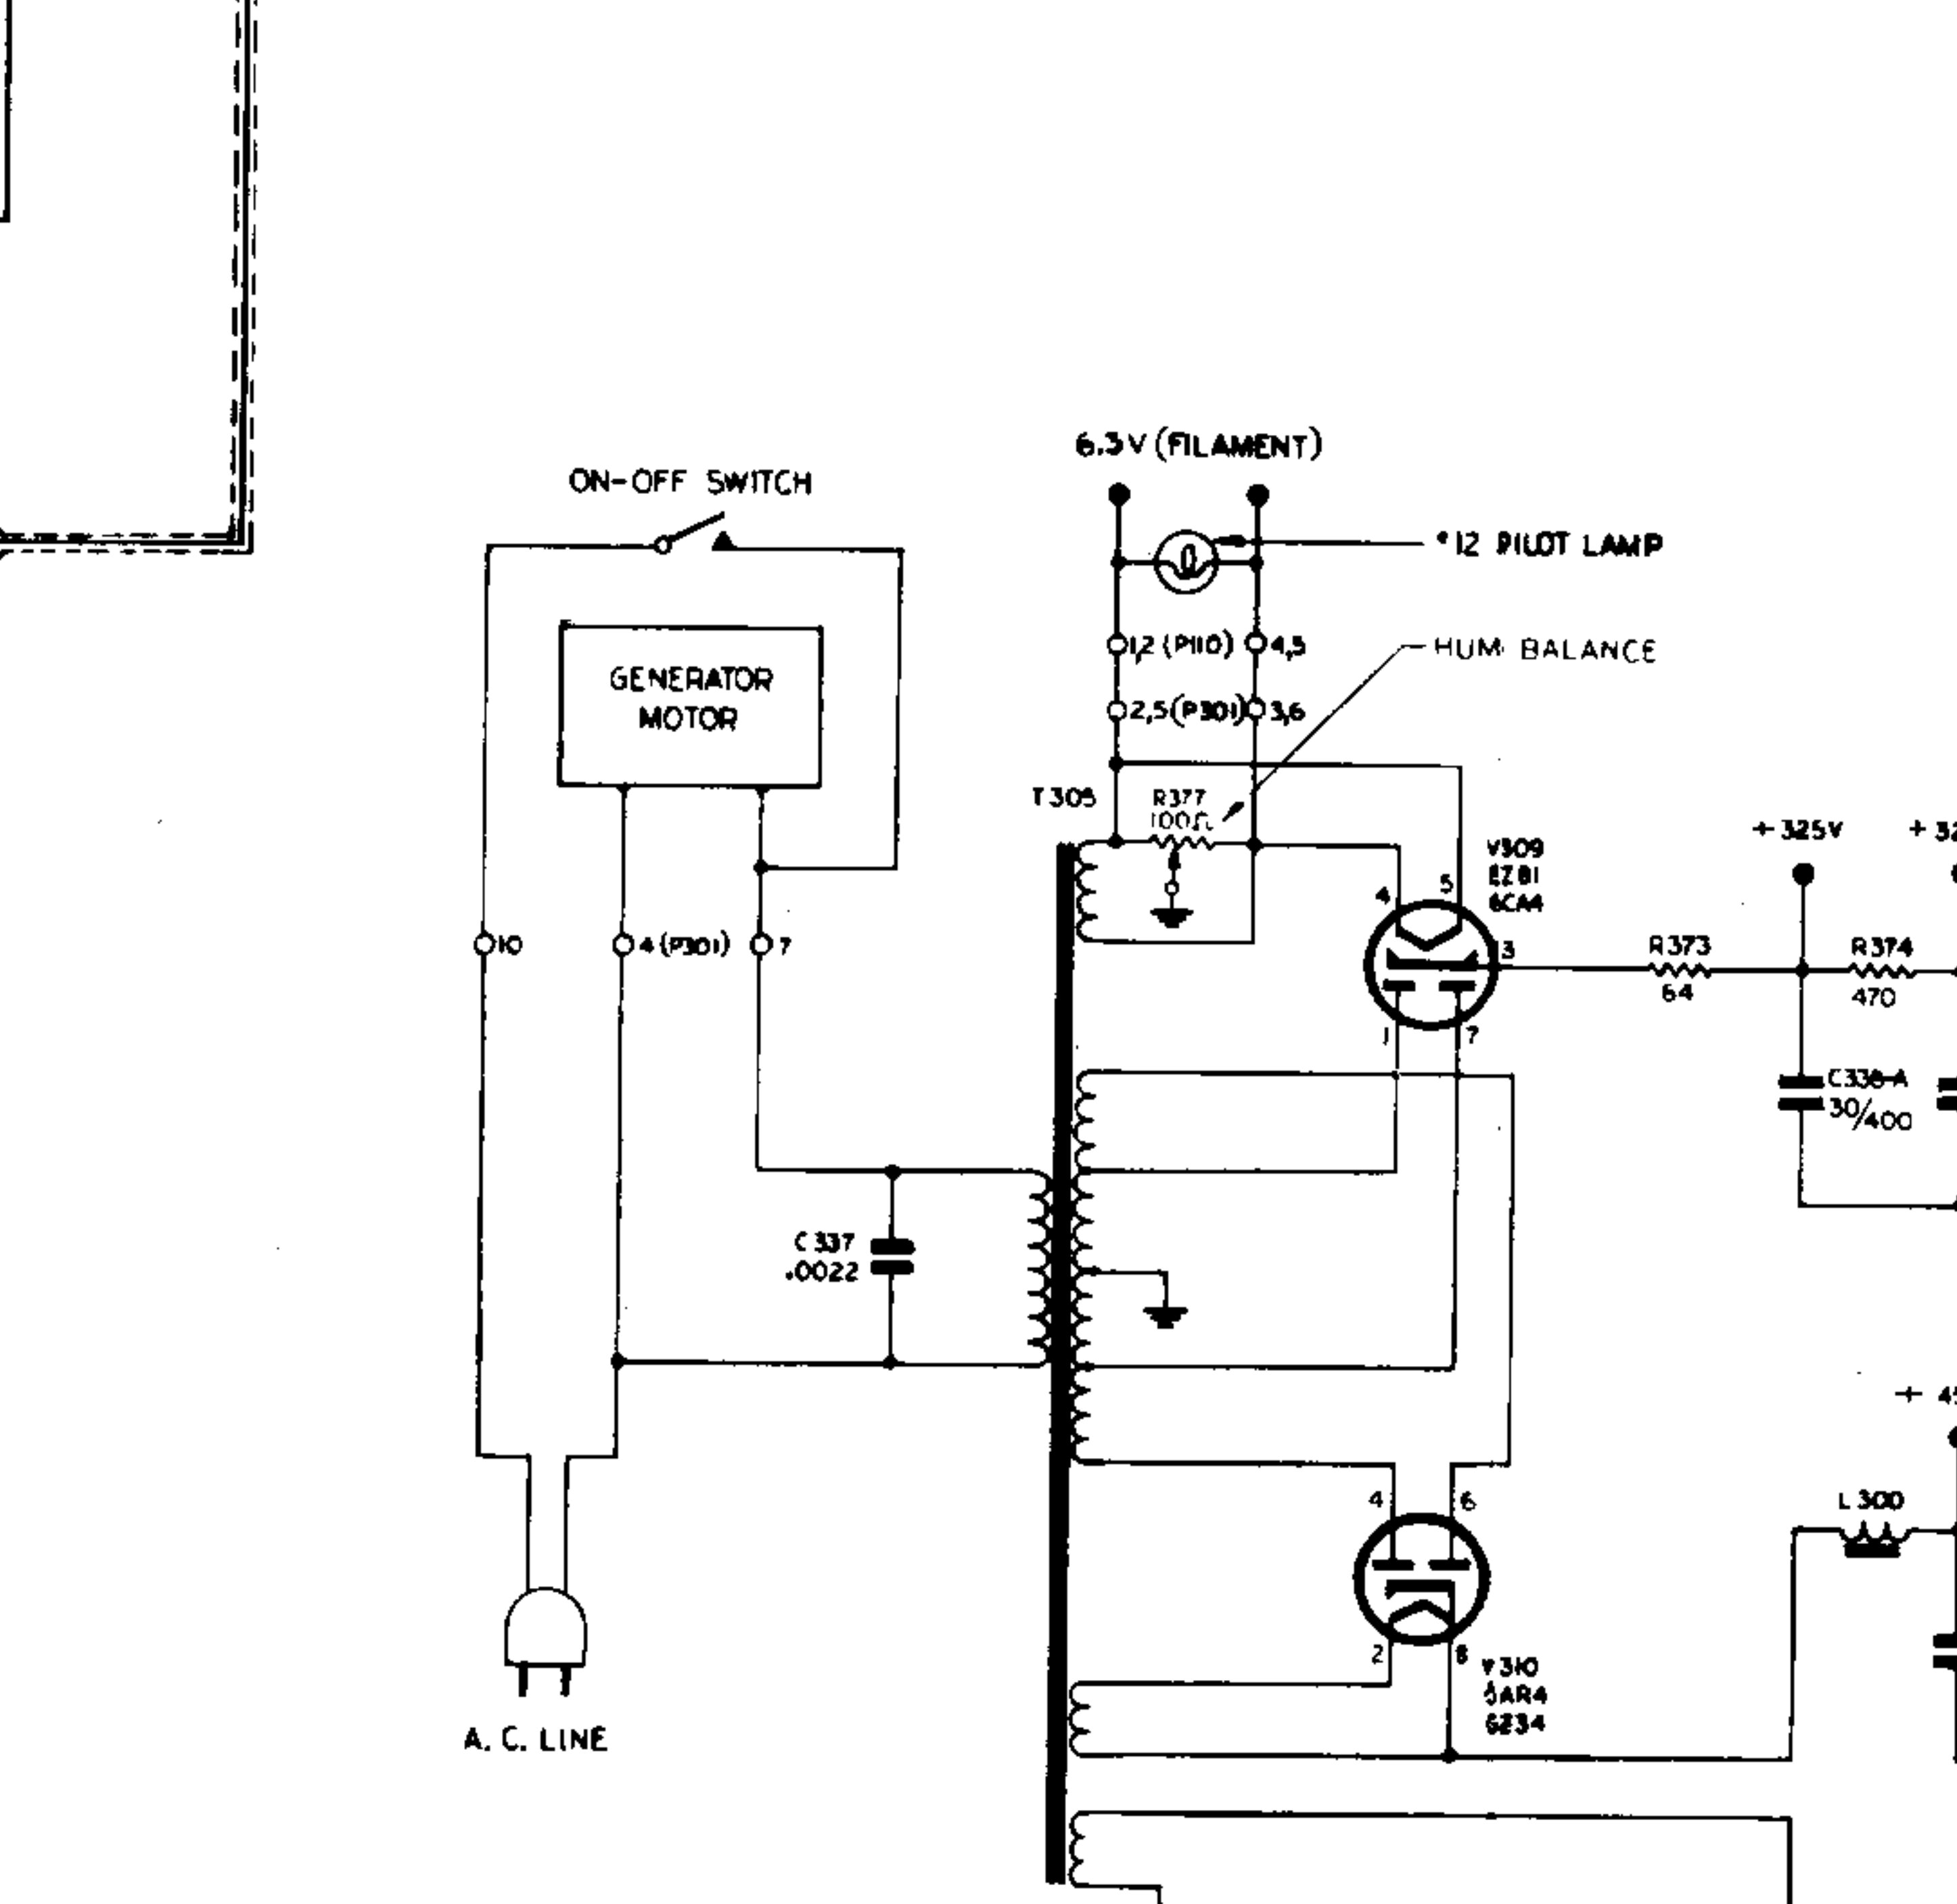 6.3V (FILAMENT)
ON-OFF SWITCH
12 PILOT LAMP
1,2 (P110) 4,5
HUM BALANCE
GENERATOR
MOTOR
2,5 (P301) 3,6
T305
R377
100Ω
+325V
V309
EZ81
6CA4
4
5
10
4 (P301)
7
3
R373
64
R374
470
1
7
C338-A
30/400
C337
.0022
4
6
L300
2
8
V310
5AR4
GZ34
A.C. LINE